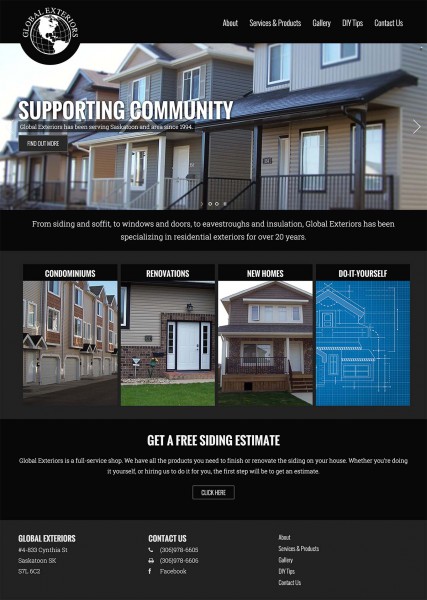 GLOBAL EXTERIORS
About Services & Products Gallery DIY Tips Contact Us
SUPPORTING COMMUNITY
Global Exteriors has been serving Saskatoon and area since 1994.
FIND OUT MORE
From siding and soffit, to windows and doors, to eavestroughs and insulation, Global Exteriors has been
specializing in residential exteriors for over 20 years.
CONDOMINIUMS RENOVATIONS NEW HOMES DO-IT-YOURSELF
GET A FREE SIDING ESTIMATE
Global Exteriors is a full-service shop. We have all the products you need to finish or renovate the siding on your house. Whether you're doing
it yourself, or hiring us to do it for you, the first step will be to get an estimate.
CLICK HERE
GLOBAL EXTERIORS
#4-833 Cynthia St
Saskatoon SK
S7L 6C2
CONTACT US
(306)978-6605
(306)978-6606
Facebook
About
Services & Products
Gallery
DIY Tips
Contact Us